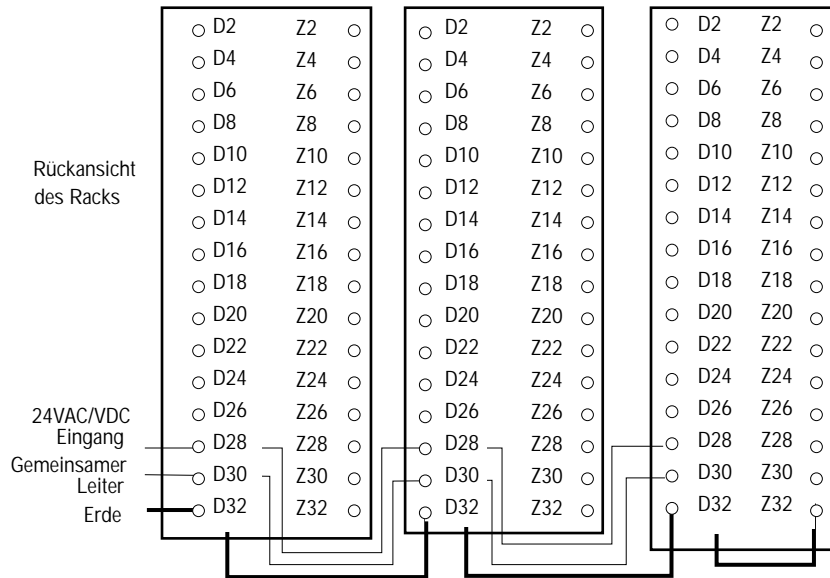 D2 Z2 D2 Z2 D2 Z2
D4 Z4 D4 Z4 D4 Z4
D6 Z6 D6 Z6 D6 Z6
D8 Z8 D8 Z8 D8 Z8
Rückansicht
des Racks
D10 Z10 D10 Z10 D10 Z10
D12 Z12 D12 Z12 D12 Z12
D14 Z14 D14 Z14 D14 Z14
D16 Z16 D16 Z16 D16 Z16
D18 Z18 D18 Z18 D18 Z18
D20 Z20 D20 Z20 D20 Z20
D22 Z22 D22 Z22 D22 Z22
D24 Z24 D24 Z24 D24 Z24
D26 Z26 D26 Z26 D26 Z26
24VAC/VDC
Eingang
D28 Z28 D28 Z28 D28 Z28
Gemeinsamer
Leiter
D30 Z30 D30 Z30 D30 Z30
Erde
D32 Z32 D32 Z32 D32 Z32